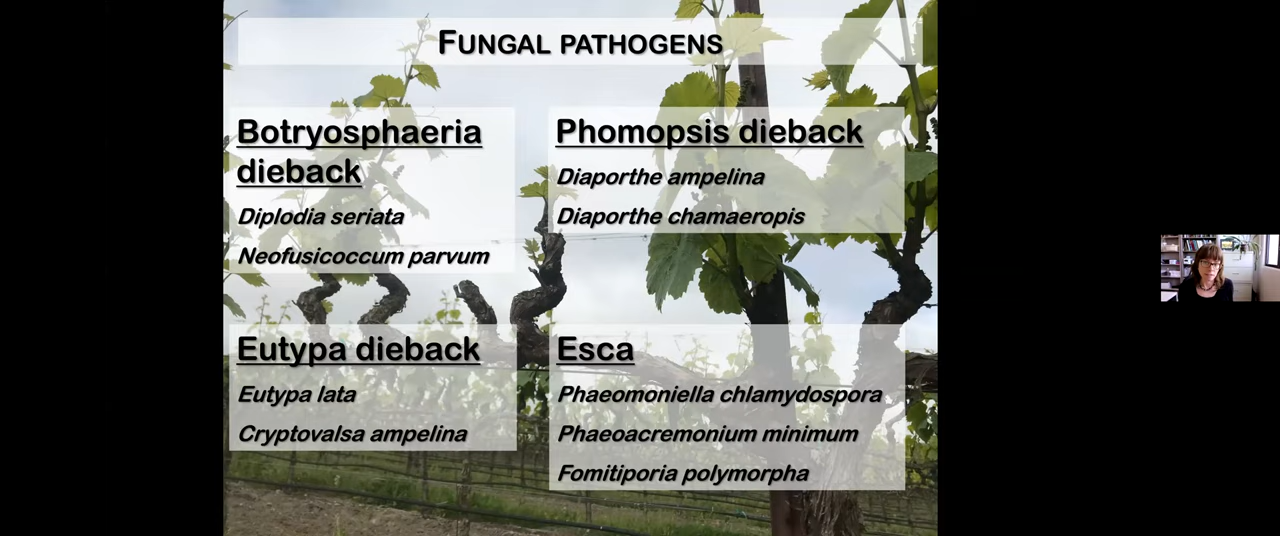 FUNGAL PATHOGENS
Botryosphaeria
dieback
Diplodia seriata
Neofusicoccum parvum
Phomopsis dieback
Diaporthe ampelina
Diaporthe chamaeropis
Eutypa dieback
Eutypa lata
Cryptovalsa ampelina
Esca
Phaeomoniella chlamydospora
Phaeoacremonium minimum
Fomitiporia polymorpha